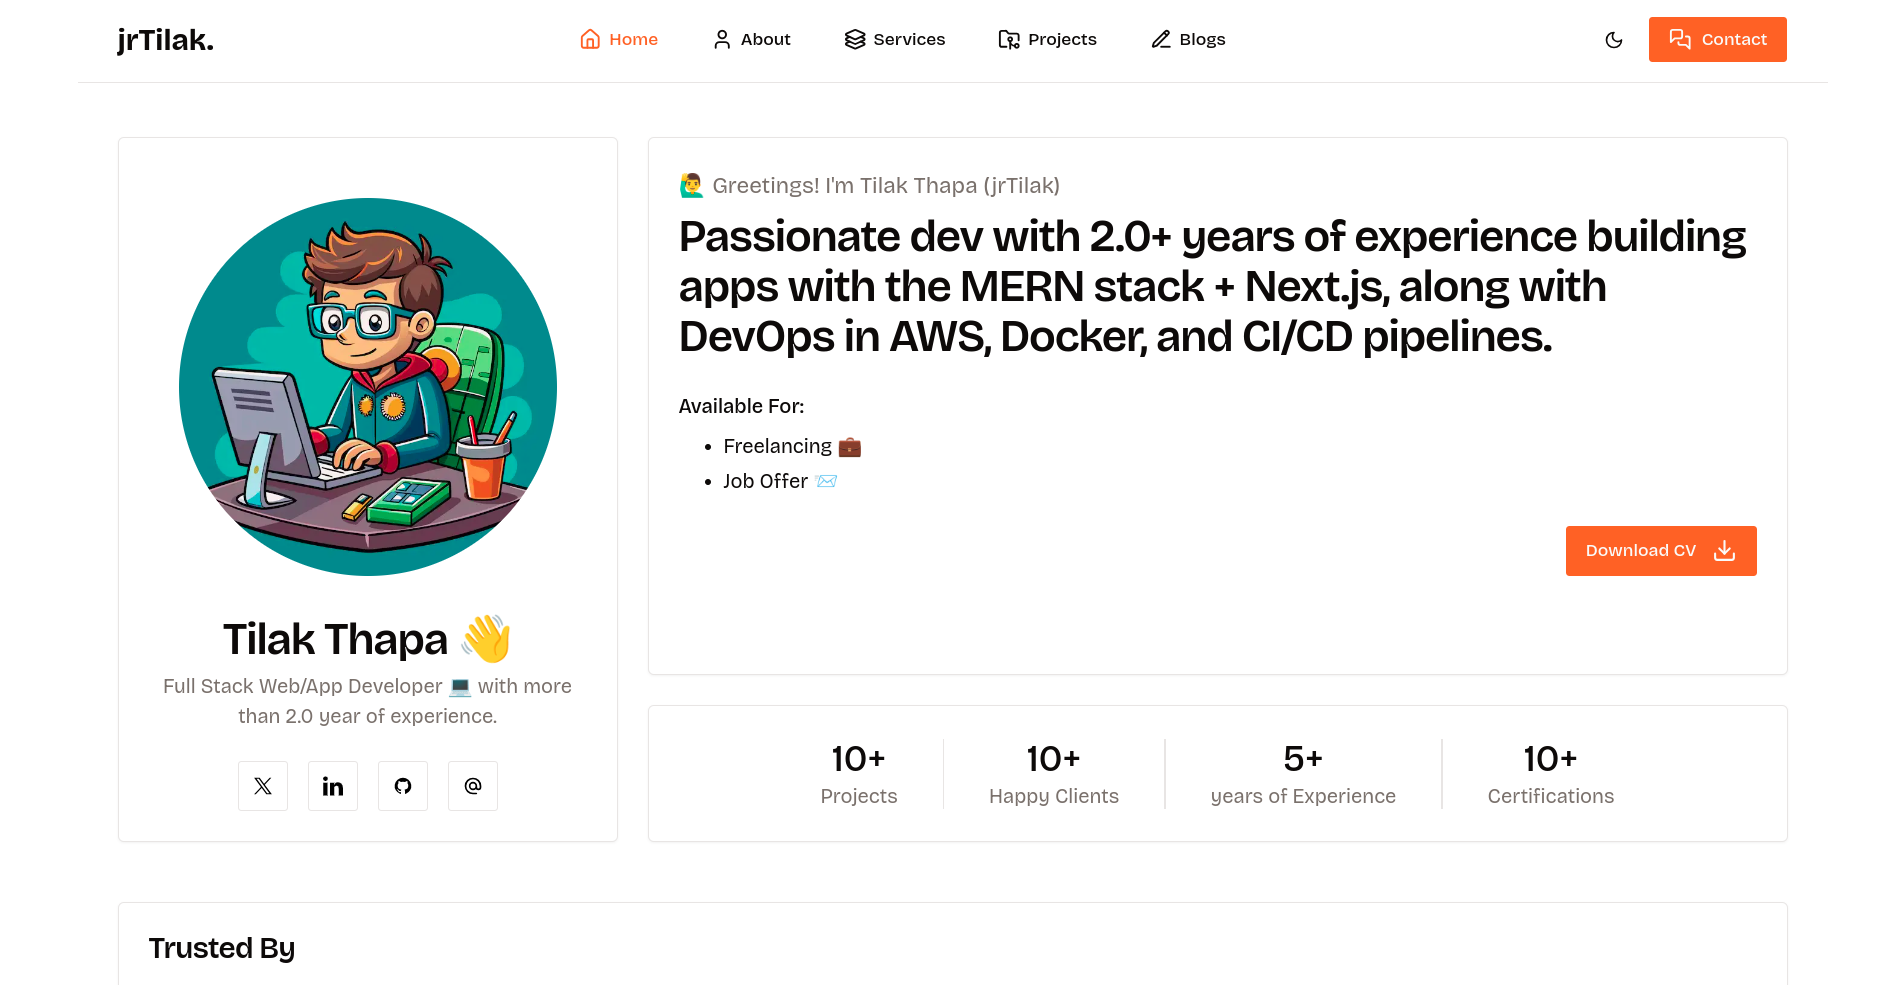 jrTilak.
Home
About
Services
Projects
Blogs
Contact
Tilak Thapa 👋
Full Stack Web/App Developer 💻 with more
than 2.0 year of experience.
🙋‍♂️ Greetings! I'm Tilak Thapa (jrTilak)
Passionate dev with 2.0+ years of experience building
apps with the MERN stack + Next.js, along with
DevOps in AWS, Docker, and CI/CD pipelines.
Available For:
• Freelancing 💼
• Job Offer 📨
Download CV
10+
Projects
10+
Happy Clients
5+
years of Experience
10+
Certifications
Trusted By